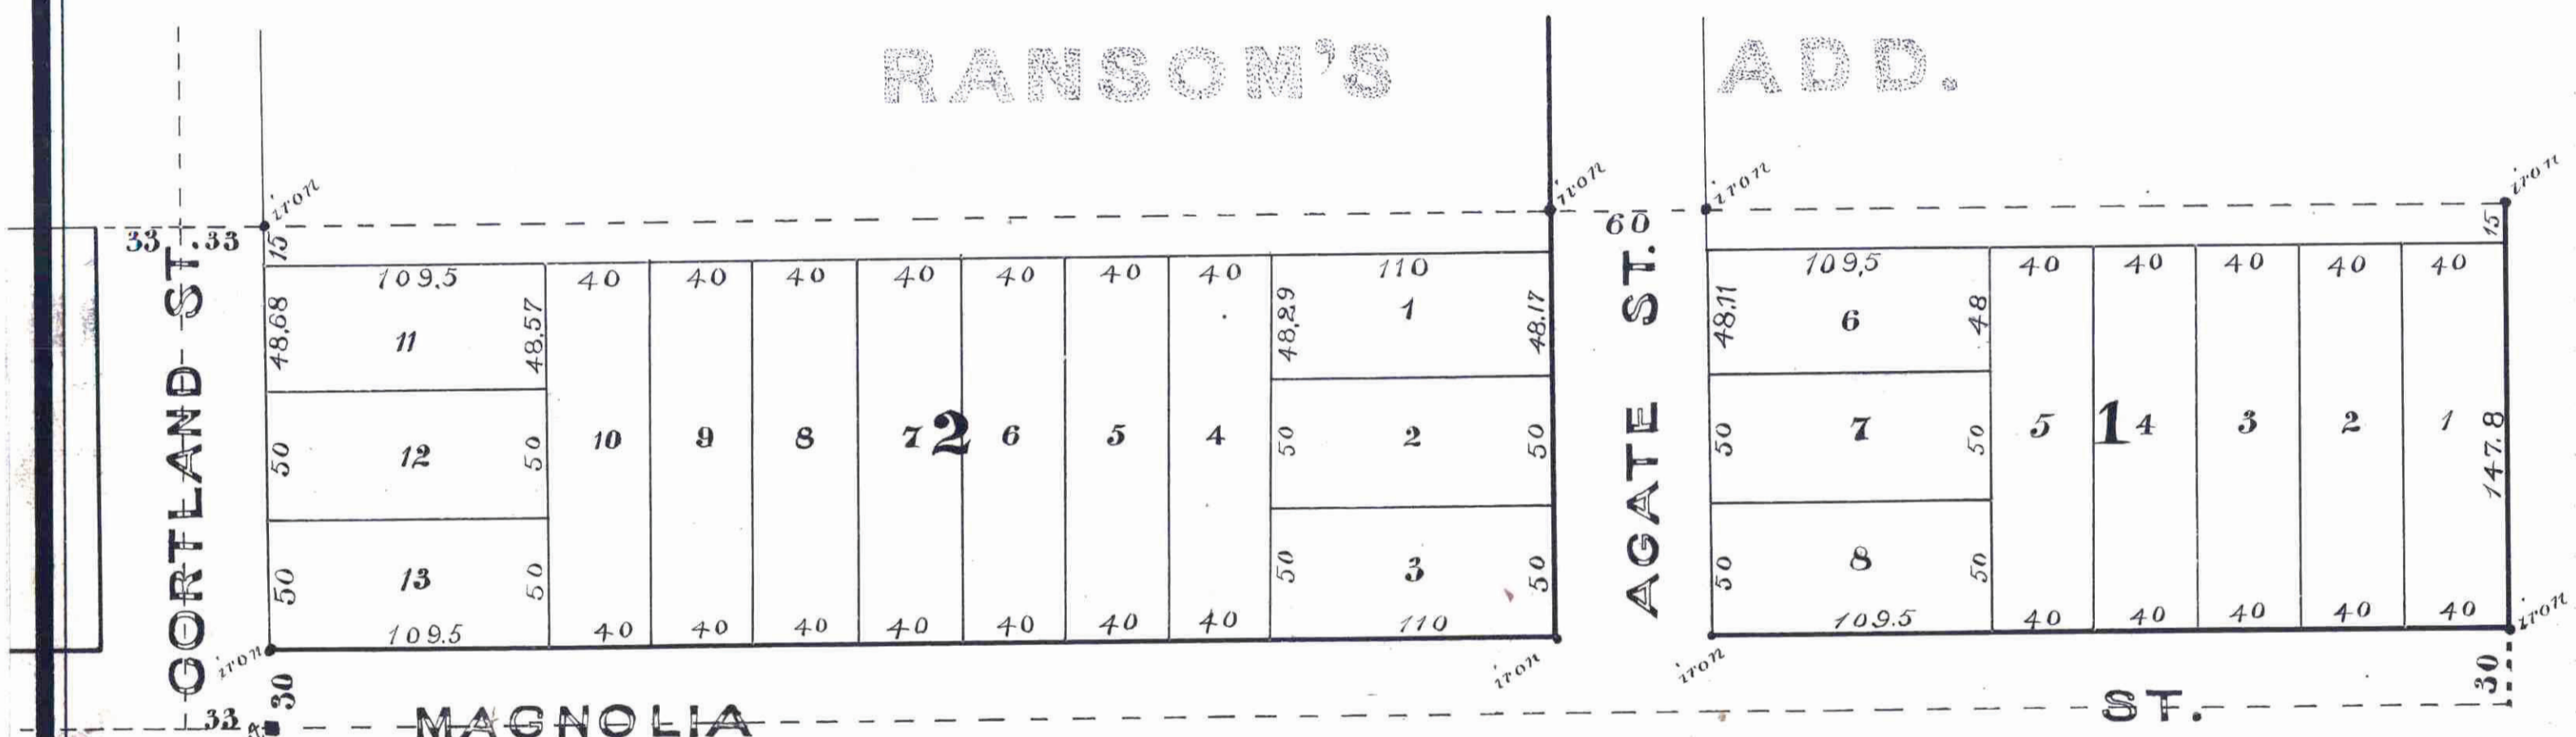 RANSOM'S ADD.
iron iron iron iron
33 .33 15 60 15
109.5 40 40 40 40 40 40 40 110 109,5 40 40 40 40 40
48.68 11 48.57 48.29 1 48.17 48.11 6 48
50 12 50 10 9 8 7 2 6 5 4 50 2 50 50 7 50 5 1 4 3 2 1 147.8
50 13 50 50 3 50 50 8 50
109.5 40 40 40 40 40 40 40 110 109.5 40 40 40 40 40
iron iron iron iron
CORTLAND ST.
AGATE ST.
30 30
33 MAGNOLIA ST.